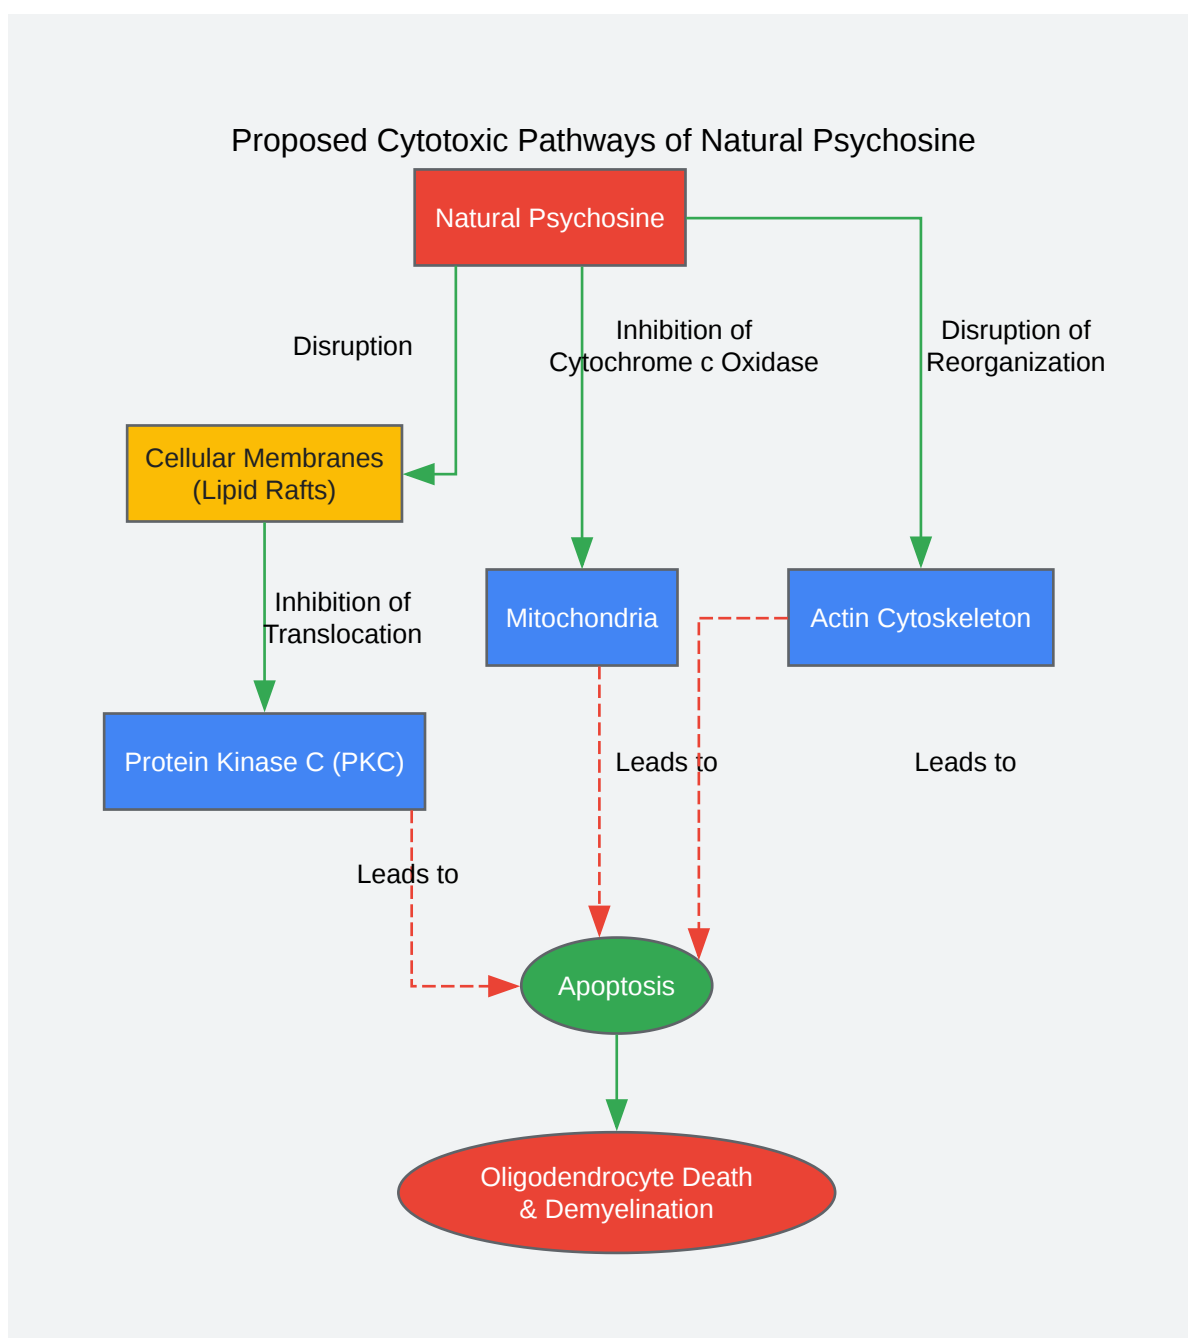 Proposed Cytotoxic Pathways of Natural Psychosine
Natural Psychosine
Disruption
Inhibition of
Cytochrome c Oxidase
Disruption of
Reorganization
Cellular Membranes
(Lipid Rafts)
Inhibition of
Translocation
Mitochondria
Actin Cytoskeleton
Protein Kinase C (PKC)
Leads to
Leads to
Leads to
Apoptosis
Oligodendrocyte Death
& Demyelination